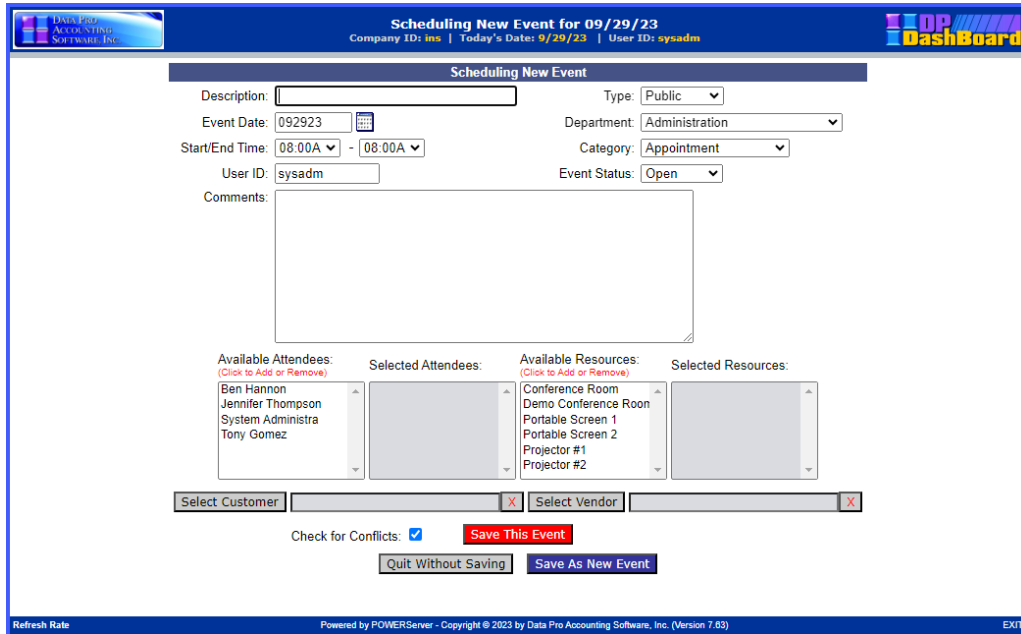 DATA PRO
ACCOUNTING
SOFTWARE, INC
Scheduling New Event for 09/29/23
Company ID: ins | Today's Date: 9/29/23 | User ID: sysadm
DP
DashBoard
Scheduling New Event
Description: Type: Public
Event Date: 092923 Department: Administration
Start/End Time: 08:00A - 08:00A Category: Appointment
User ID: sysadm Event Status: Open
Comments:
Available Attendees: Selected Attendees: Available Resources: Selected Resources:
(Click to Add or Remove) (Click to Add or Remove)
Ben Hannon Conference Room
Jennifer Thompson Demo Conference Room
System Administra Portable Screen 1
Tony Gomez Portable Screen 2
Projector #1
Projector #2
Select Customer X Select Vendor X
Check for Conflicts: Save This Event
Quit Without Saving Save As New Event
Refresh Rate Powered by POWERServer - Copyright © 2023 by Data Pro Accounting Software, Inc. (Version 7.63) EXIT